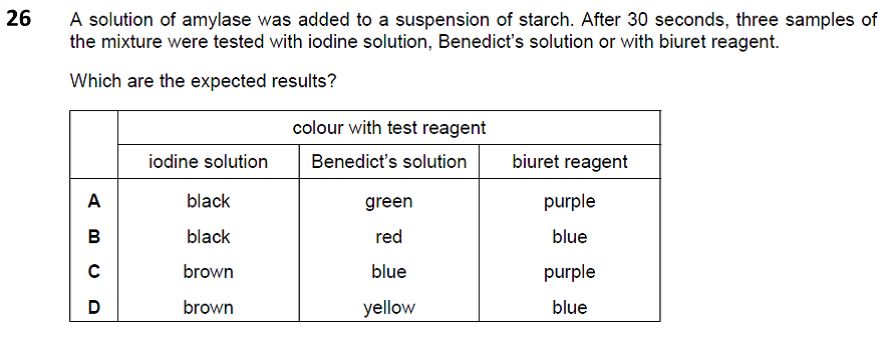 26 A solution of amylase was added to a suspension of starch. After 30 seconds, three samples of
the mixture were tested with iodine solution, Benedict's solution or with biuret reagent.
Which are the expected results?
colour with test reagent
iodine solution Benedict's solution biuret reagent
A black green purple
B black red blue
C brown blue purple
D brown yellow blue